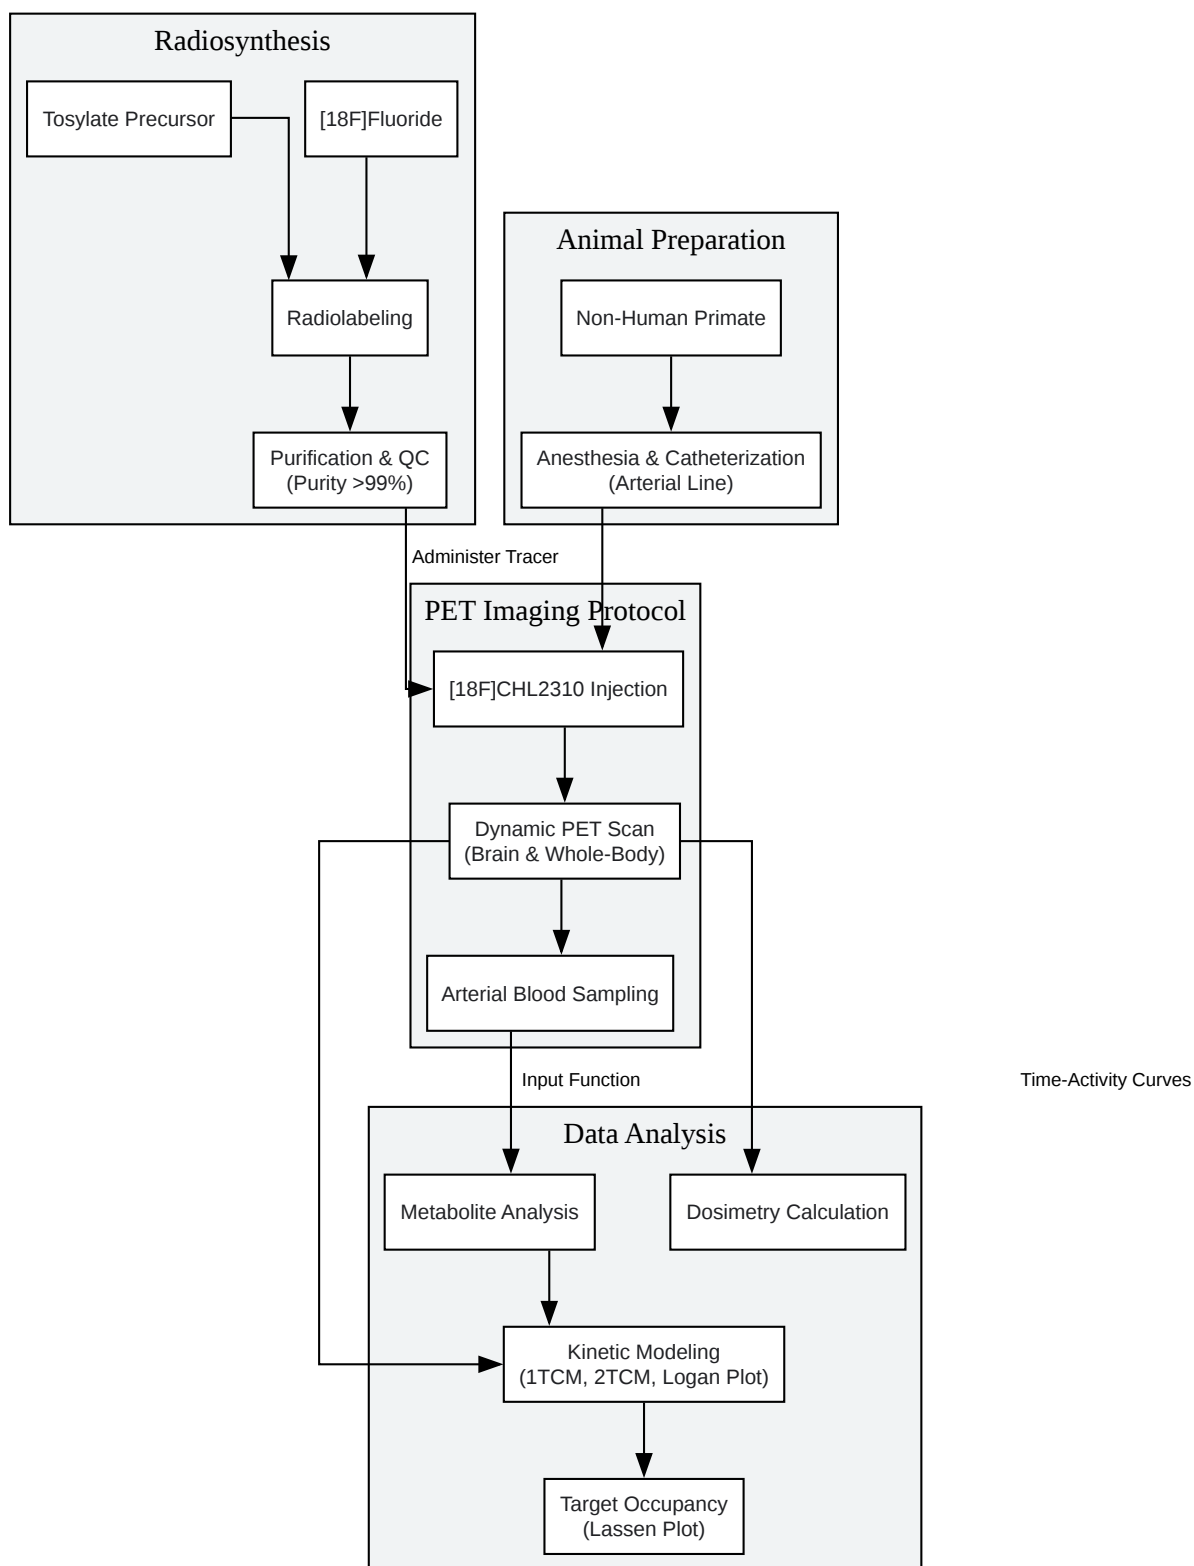 Radiosynthesis
Tosylate Precursor
[18F]Fluoride
Radiolabeling
Purification & QC
(Purity >99%)
Animal Preparation
Non-Human Primate
Anesthesia & Catheterization
(Arterial Line)
Administer Tracer
PET Imaging Protocol
[18F]CHL2310 Injection
Dynamic PET Scan
(Brain & Whole-Body)
Arterial Blood Sampling
Input Function
Time-Activity Curves
Data Analysis
Metabolite Analysis
Dosimetry Calculation
Kinetic Modeling
(1TCM, 2TCM, Logan Plot)
Target Occupancy
(Lassen Plot)